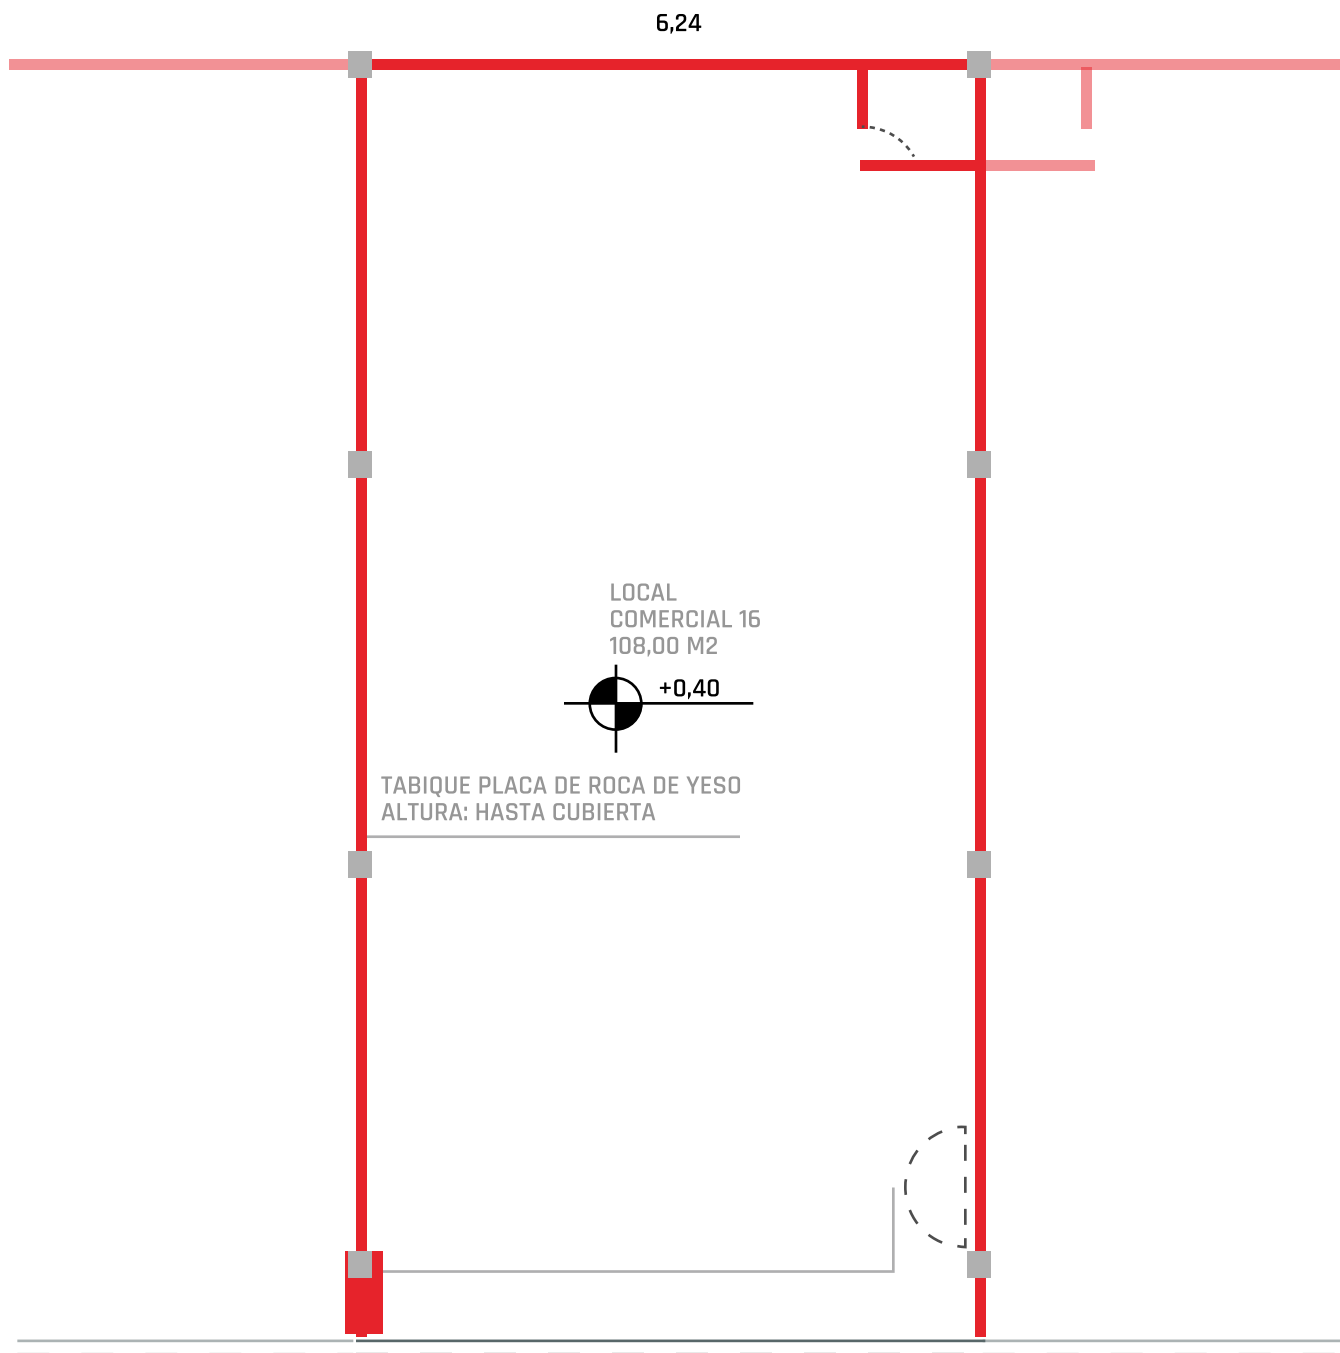 6,24
LOCAL
COMERCIAL 16
108,00 M2
+0,40
TABIQUE PLACA DE ROCA DE YESO
ALTURA: HASTA CUBIERTA